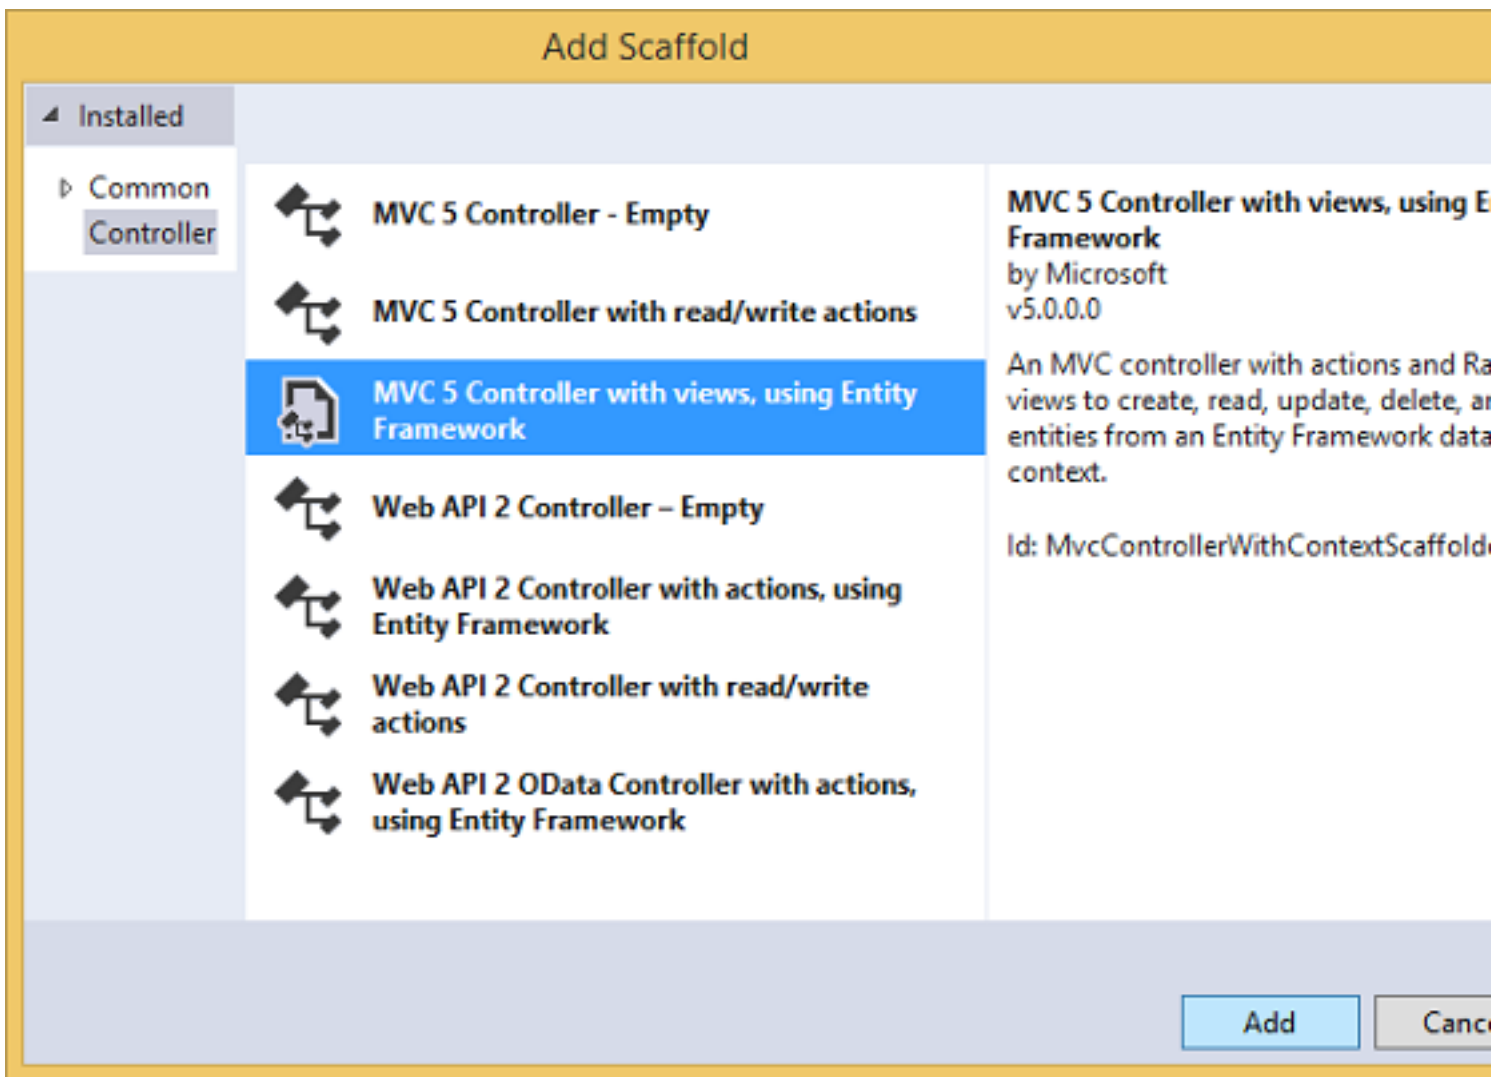 Add Scaffold
Installed
Common
Controller
MVC 5 Controller - Empty
MVC 5 Controller with read/write actions
MVC 5 Controller with views, using Entity
Framework
Web API 2 Controller – Empty
Web API 2 Controller with actions, using
Entity Framework
Web API 2 Controller with read/write
actions
Web API 2 OData Controller with actions,
using Entity Framework
MVC 5 Controller with views, using
Framework
by Microsoft
v5.0.0.0
An MVC controller with actions and
views to create, read, update, delete,
entities from an Entity Framework data
context.
Id:
Add